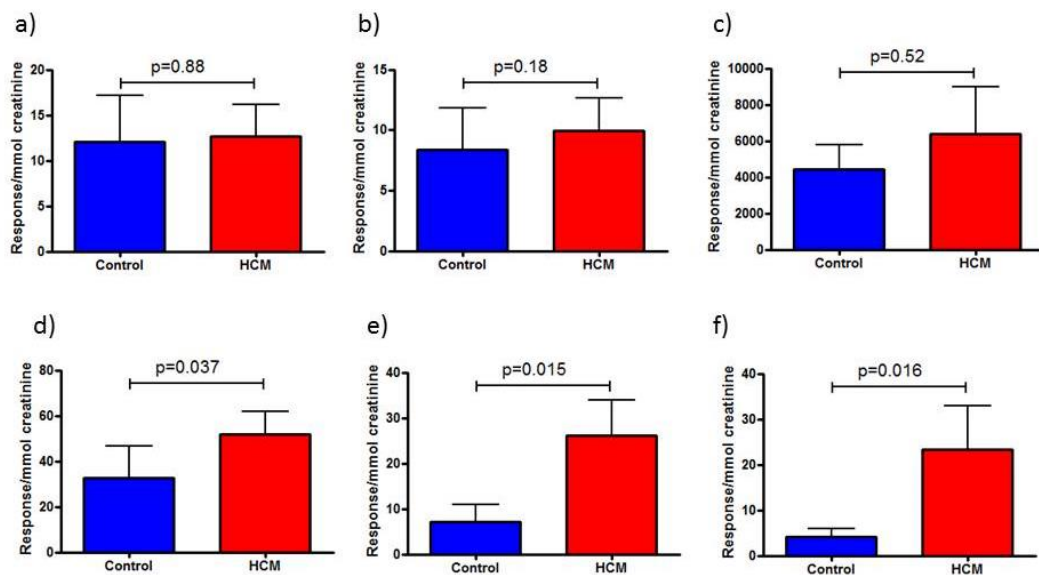 a)
Response/mmol creatinine
20
15
10
5
0
p=0.88
Control
HCM
b)
Response/mmol creatinine
15
10
5
0
p=0.18
Control
HCM
c)
Response/mmol creatinine
10000
8000
6000
4000
2000
0
p=0.52
Control
HCM
d)
Response/mmol creatinine
80
60
40
20
0
p=0.037
Control
HCM
e)
Response/mmol creatinine
40
30
20
10
0
p=0.015
Control
HCM
f)
Response/mmol creatinine
40
30
20
10
0
p=0.016
Control
HCM